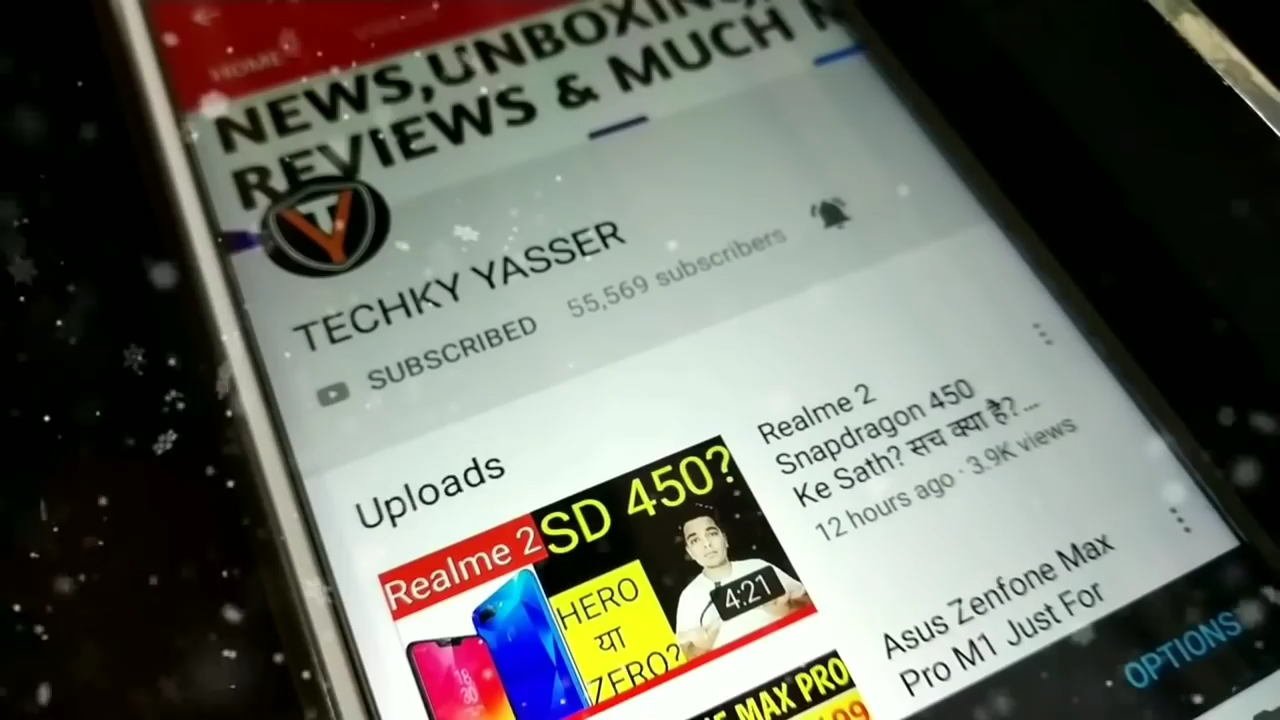 HOME
NEWS,UNBOXING,
REVIEWS & MUCH
TECHKY YASSER
SUBSCRIBED 55,569 subscribers
Uploads
Realme 2
Snapdragon 450
Ke Sath? सच क्या है?...
12 hours ago · 3.9K views
Realme 2
SD 450?
HERO
या
ZERO?
4:21
Asus Zenfone Max
Pro M1 Just For
MAX PRO
OPTIONS